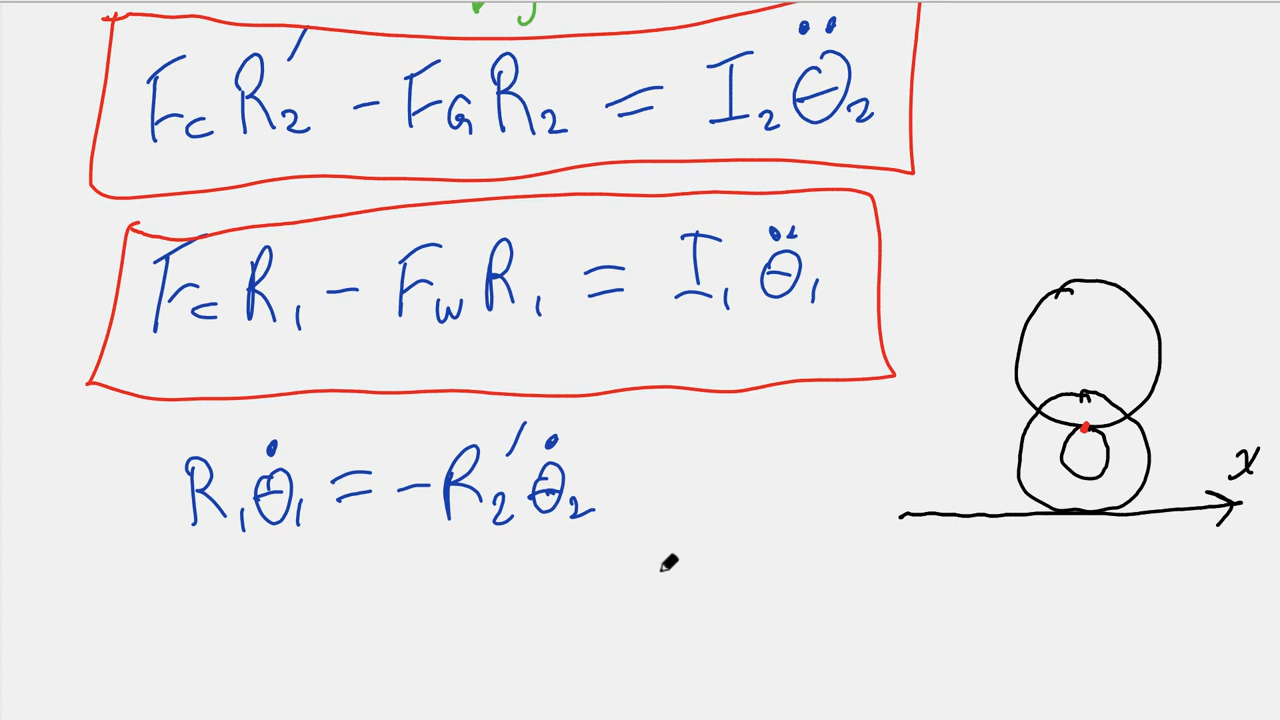 F_C R_2' - F_G R_2 = I_2 θ̈_2
F_C R_1 - F_W R_1 = I_1 θ̈_1
R_1 θ̇_1 = -R_2' θ̇_2
x